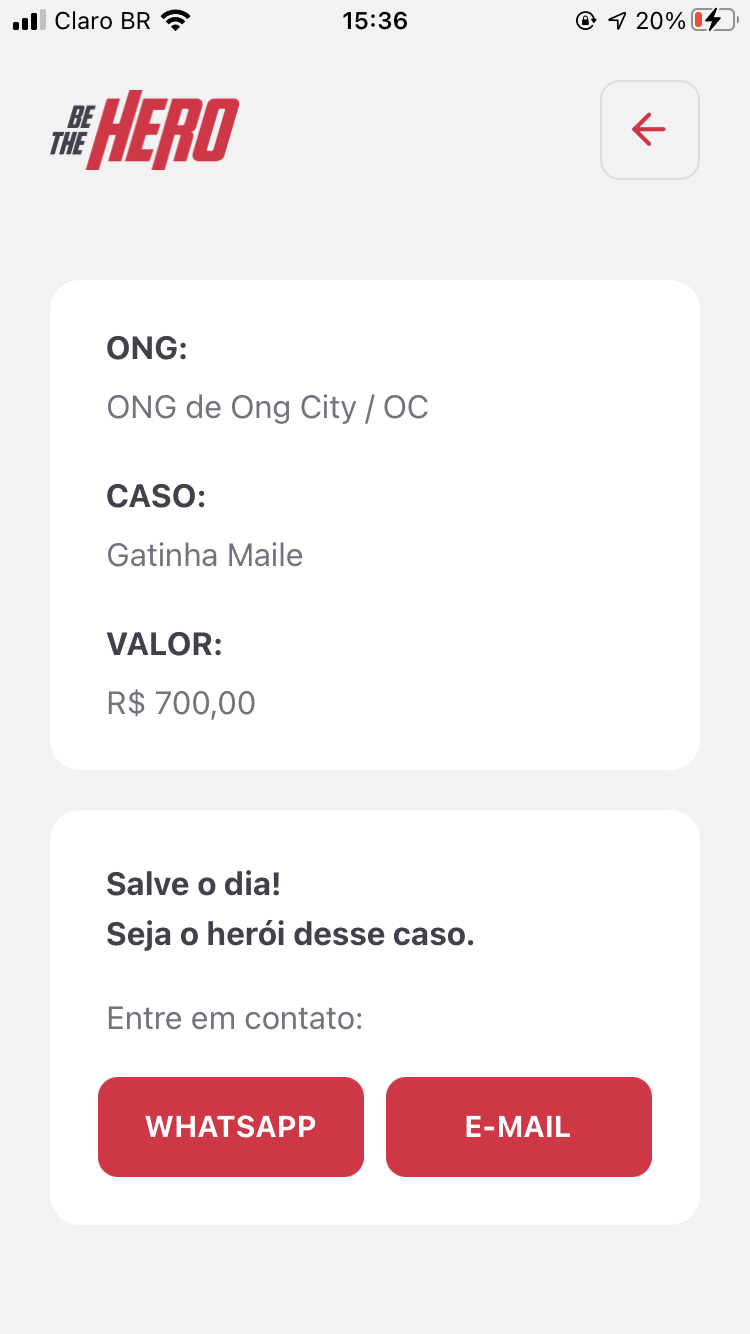 Claro BR 15:36 20%
BE
THE HERO
ONG:
ONG de Ong City / OC
CASO:
Gatinha Maile
VALOR:
R$ 700,00
Salve o dia!
Seja o herói desse caso.
Entre em contato:
WHATSAPP E-MAIL